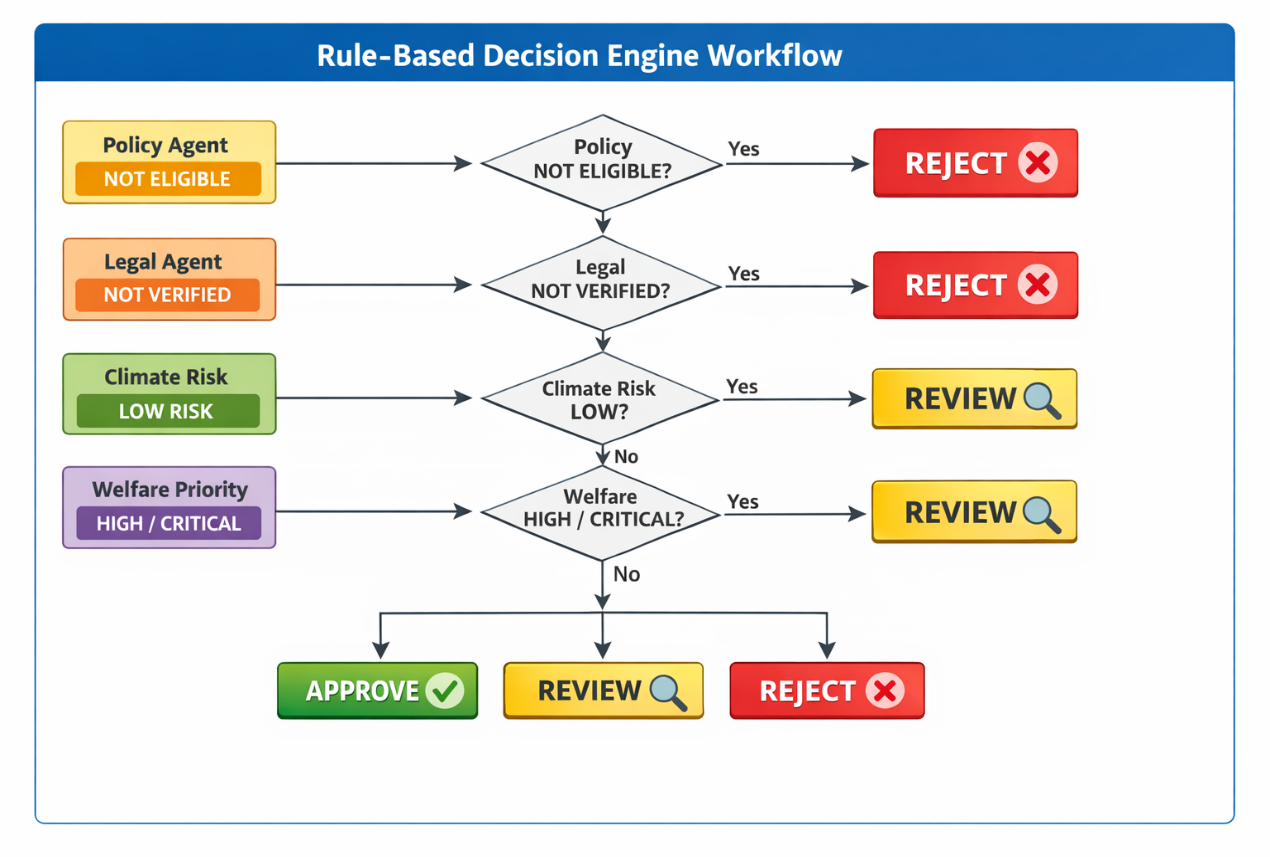 Rule-Based Decision Engine Workflow
Policy Agent
NOT ELIGIBLE
Policy
NOT ELIGIBLE?
Yes
REJECT
Legal Agent
NOT VERIFIED
Legal
NOT VERIFIED?
Yes
REJECT
Climate Risk
LOW RISK
Climate Risk
LOW?
Yes
REVIEW
No
Welfare Priority
HIGH / CRITICAL
Welfare
HIGH / CRITICAL?
Yes
REVIEW
No
APPROVE
REVIEW
REJECT